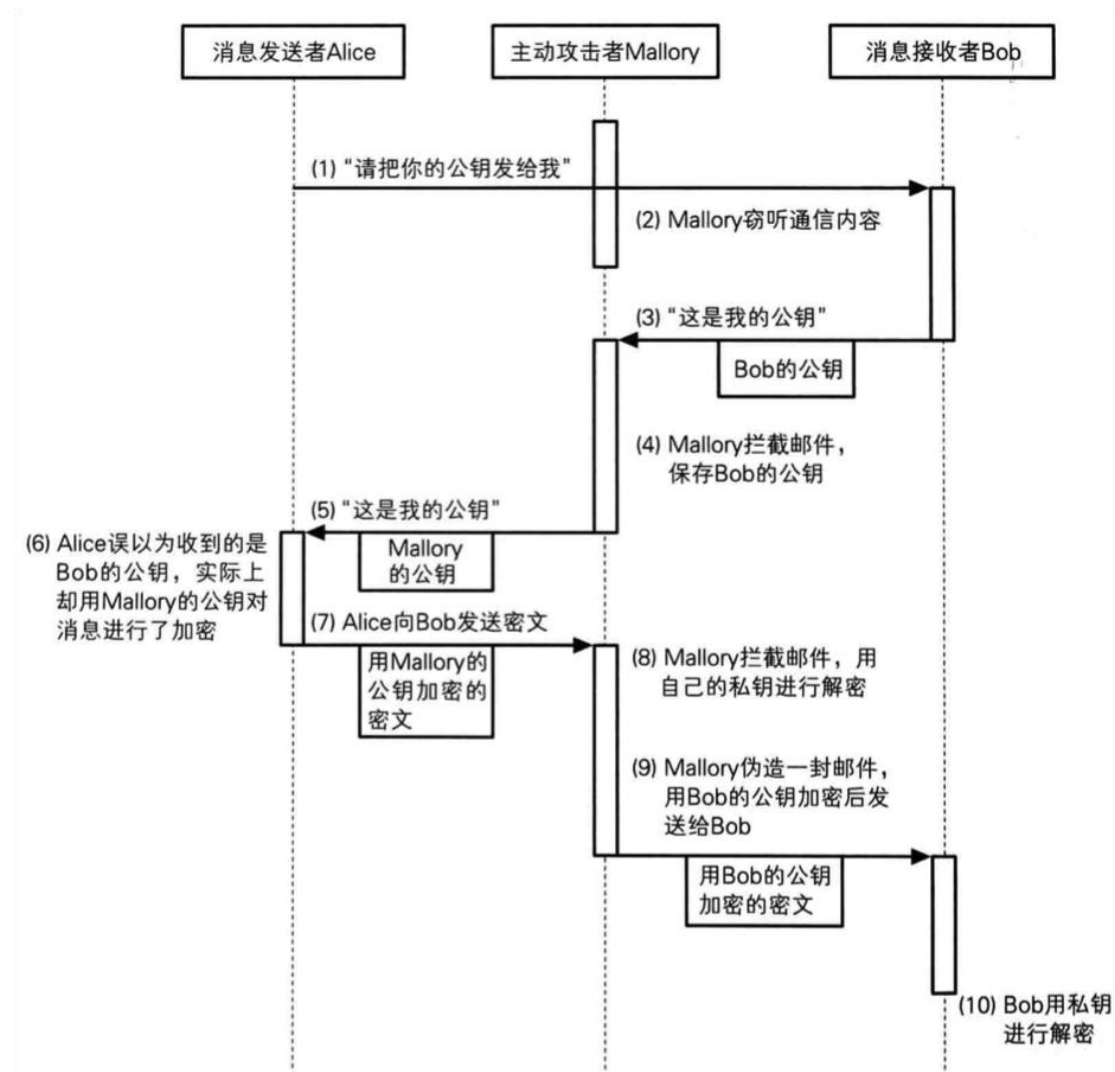 消息发送者Alice
主动攻击者Mallory
消息接收者Bob
(1) “请把你的公钥发给我”
(2) Mallory窃听通信内容
(3) “这是我的公钥”
Bob的公钥
(4) Mallory拦截邮件，
保存Bob的公钥
(5) “这是我的公钥”
Mallory
的公钥
(6) Alice误以为收到的是
Bob的公钥，实际上
却用Mallory的公钥对
消息进行了加密
(7) Alice向Bob发送密文
用Mallory的
公钥加密的
密文
(8) Mallory拦截邮件，用
自己的私钥进行解密
(9) Mallory伪造一封邮件，
用Bob的公钥加密后发
送给Bob
用Bob的公钥
加密的密文
(10) Bob用私钥
进行解密